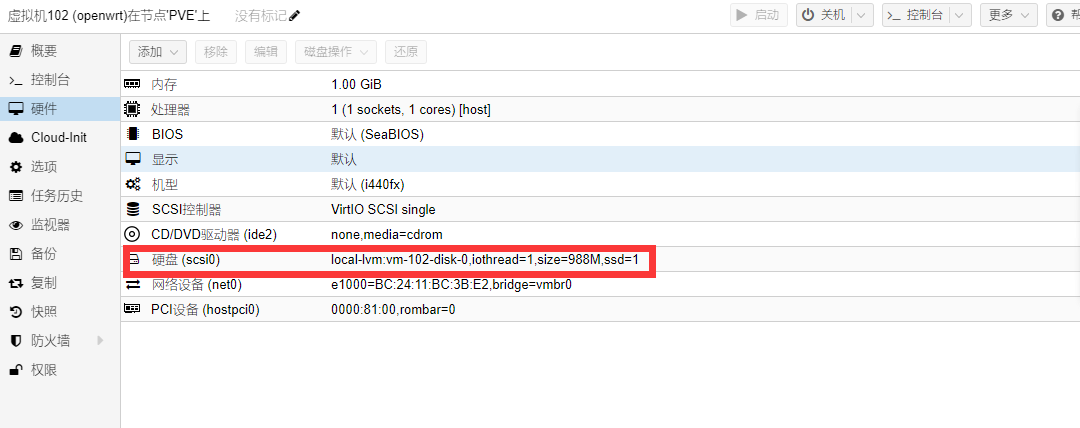 虚拟机102 (openwrt)在节点'PVE'上 没有标记 启动 关机 控制台 更多 帮
概要 添加 移除 编辑 磁盘操作 还原
控制台 内存 1.00 GiB
硬件 处理器 1 (1 sockets, 1 cores) [host]
Cloud-Init BIOS 默认 (SeaBIOS)
选项 显示 默认
任务历史 机型 默认 (i440fx)
监视器 SCSI控制器 VirtIO SCSI single
备份 CD/DVD驱动器 (ide2) none,media=cdrom
复制 硬盘 (scsi0) local-lvm:vm-102-disk-0,iothread=1,size=988M,ssd=1
快照 网络设备 (net0) e1000=BC:24:11:BC:3B:E2,bridge=vmbr0
防火墙 PCI设备 (hostpci0) 0000:81:00,rombar=0
权限